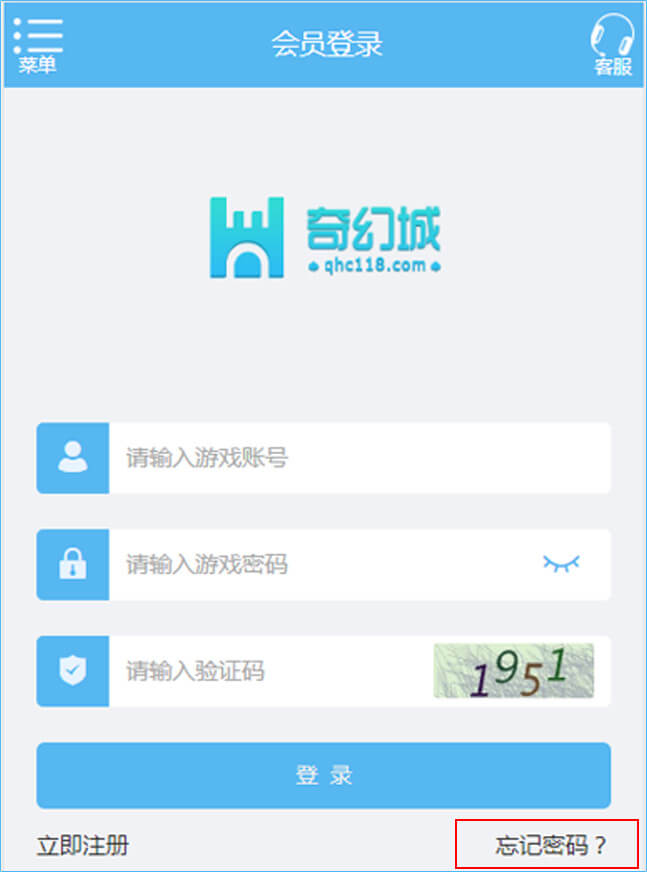 菜单
会员登录
客服
奇幻城
qhc118.com
请输入游戏账号
请输入游戏密码
请输入验证码
1951
登 录
立即注册
忘记密码？